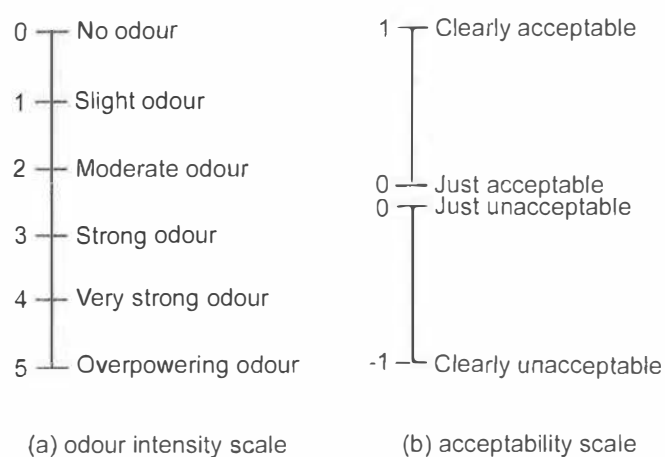 0 No odour
1 Slight odour
2 Moderate odour
3 Strong odour
4 Very strong odour
5 Overpowering odour
(a) odour intensity scale
1 Clearly acceptable
0 Just acceptable
0 Just unacceptable
-1 Clearly unacceptable
(b) acceptability scale